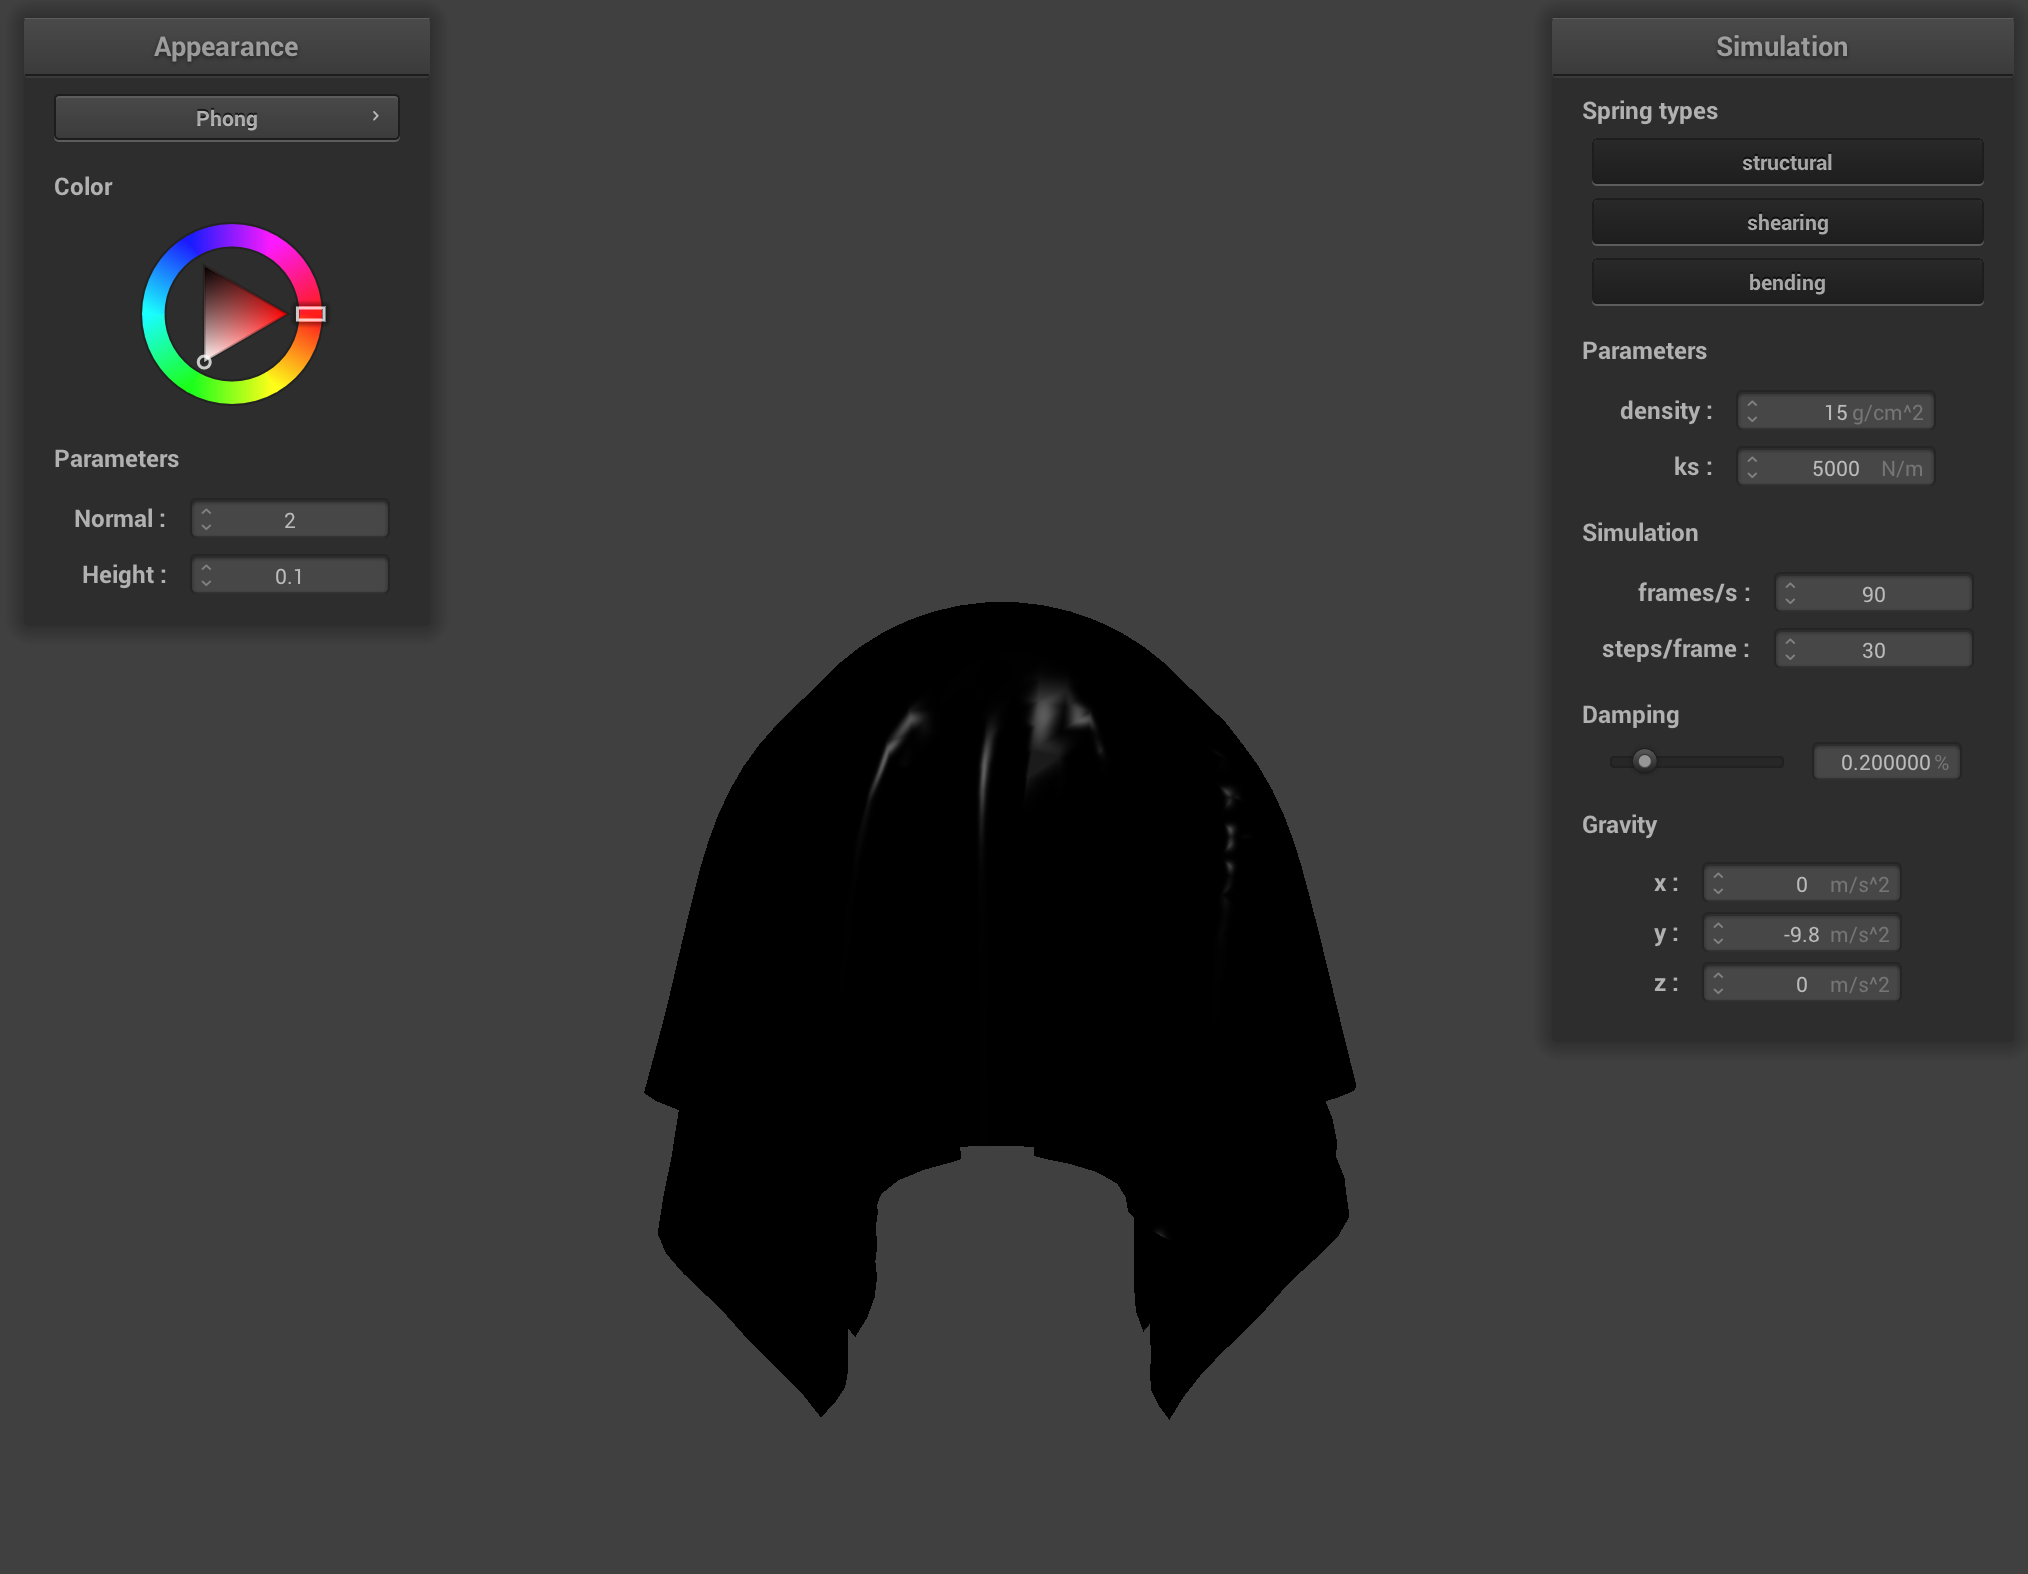 Appearance
Phong
Color
Parameters
Normal : 2
Height : 0.1
Simulation
Spring types
structural
shearing
bending
Parameters
density : 15 g/cm^2
ks : 5000 N/m
Simulation
frames/s : 90
steps/frame : 30
Damping
0.200000 %
Gravity
x : 0 m/s^2
y : -9.8 m/s^2
z : 0 m/s^2